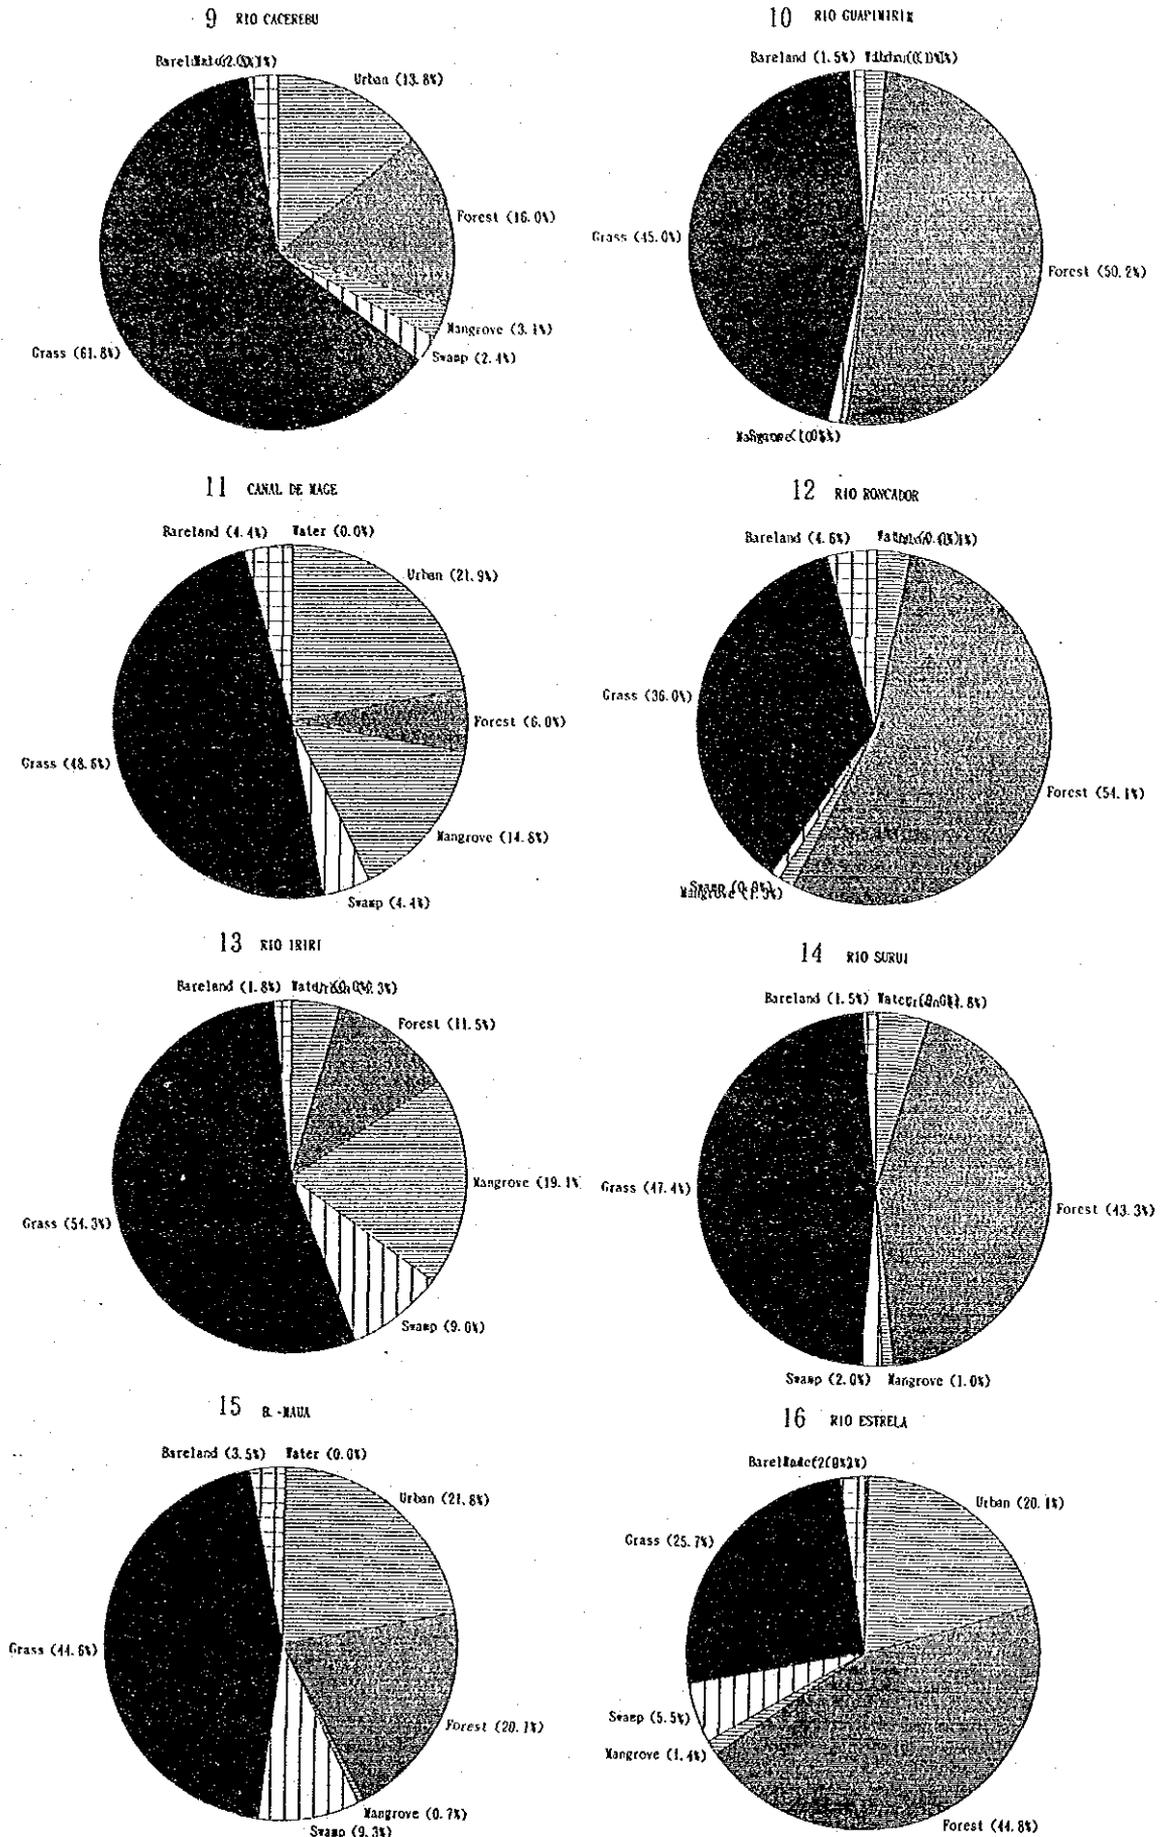 9 RIO CACEREBU
Urban (13.8%)
Forest (16.0%)
Mangrove (3.1%)
Swamp (2.4%)
Grass (61.8%)
10
RIO
Bareland (1.5%)
Grass (45.0%)
Forest (50.2%)
11 CANAL DE MAGE
Bareland (4.4%) Water (0.0%)
Urban (21.9%)
Forest (6.0%)
Grass (48.6%)
Mangrove (14.8%)
Swamp (4.4%)
12 RIO RONCADOR
Bareland (4.6%)
Grass (36.0%)
Forest (54.1%)
13 RIO IRIRI
Bareland (1.8%)
Forest (11.5%)
Mangrove (19.1%
Grass (54.3%)
Swamp (9.0%)
14 RIO SURUI
Bareland (1.5%)
Grass (47.4%)
Forest (43.3%)
Swamp (2.0%) Mangrove (1.0%)
15 B.-MAUA
Bareland (3.5%) Water (0.0%)
Urban (21.8%)
Grass (44.6%)
Forest (20.1%)
Mangrove (0.7%)
Swamp (9.3%)
16 RIO ESTRELA
Urban (20.1%)
Grass (25.7%)
Swamp (5.5%)
Mangrove (1.4%)
Forest (44.8%)